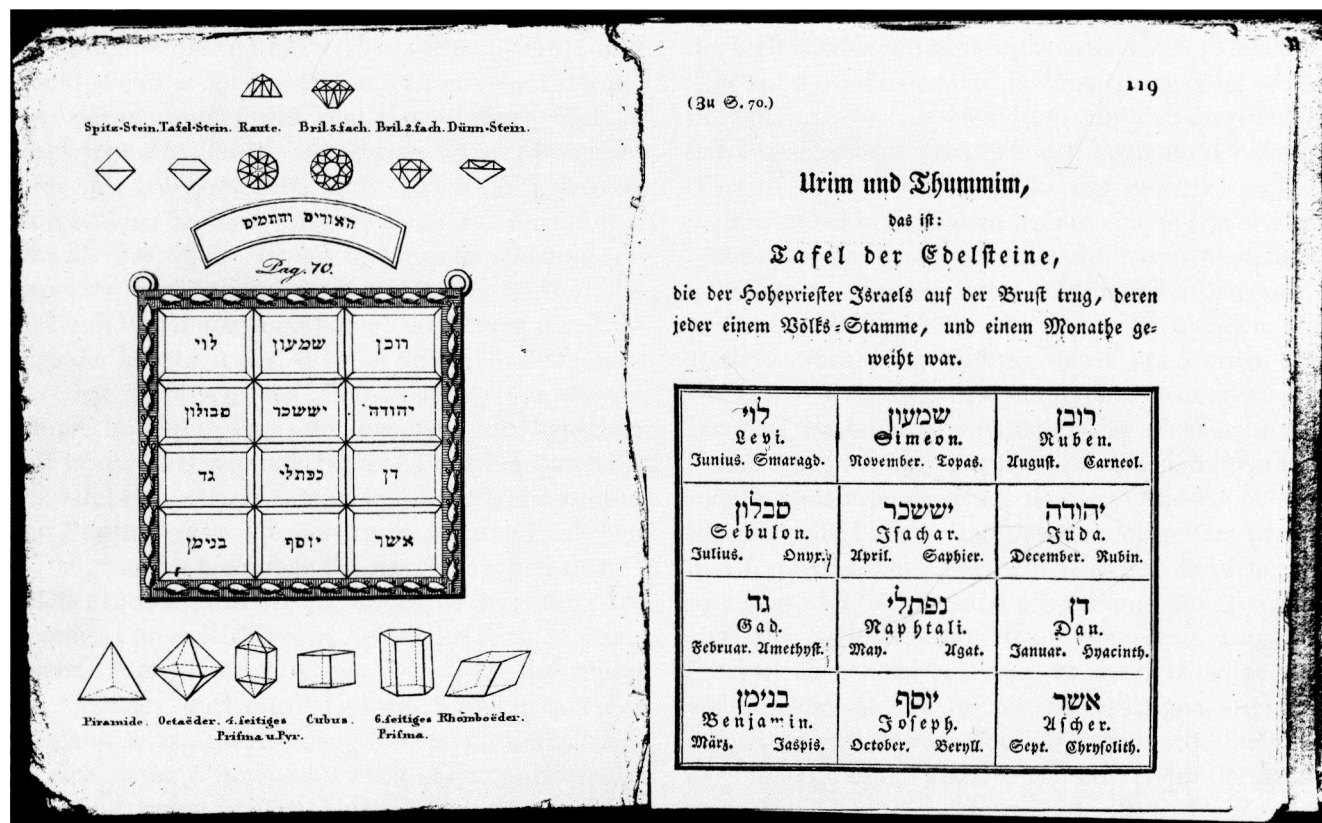 Spitz-Stein. Tafel-Stein. Raute. Bril. 3.fach. Bril. 2.fach. Dünn-Stein.
האורים והתמים
Pag. 70.
רוכן שמעון לוי
יהודה יששכר סבולון
דן כפתלי גד
אשר יוסף בנימן
Piramide. Octaëder. 4.seitiges Cubus. 6.seitiges Rhomboëder.
Prisma u.Pyr. Prisma.
119
(Zu S. 70.)
Urim und Thummim,
das ist:
Tafel der Edelsteine,
die der Hohepriester Israels auf der Brust trug, deren
jeder einem Volks-Stamme, und einem Monathe ge-
weiht war.
רובן שמעון לוי
Levi. Simeon. Ruben.
Junius. Smaragd. November. Topas. August. Carneol.
יהודה יששכר סבלון
Sebulon. Isachar. Juda.
Julius. Onyx. April. Saphier. December. Rubin.
דן נפתלי גד
Gad. Naphtali. Dan.
Februar. Amethyst. May. Agat. Januar. Hyacinth.
אשר יוסף בנימן
Benjamin. Joseph. Ascher.
März. Jaspis. October. Beryll. Sept. Chrysolith.